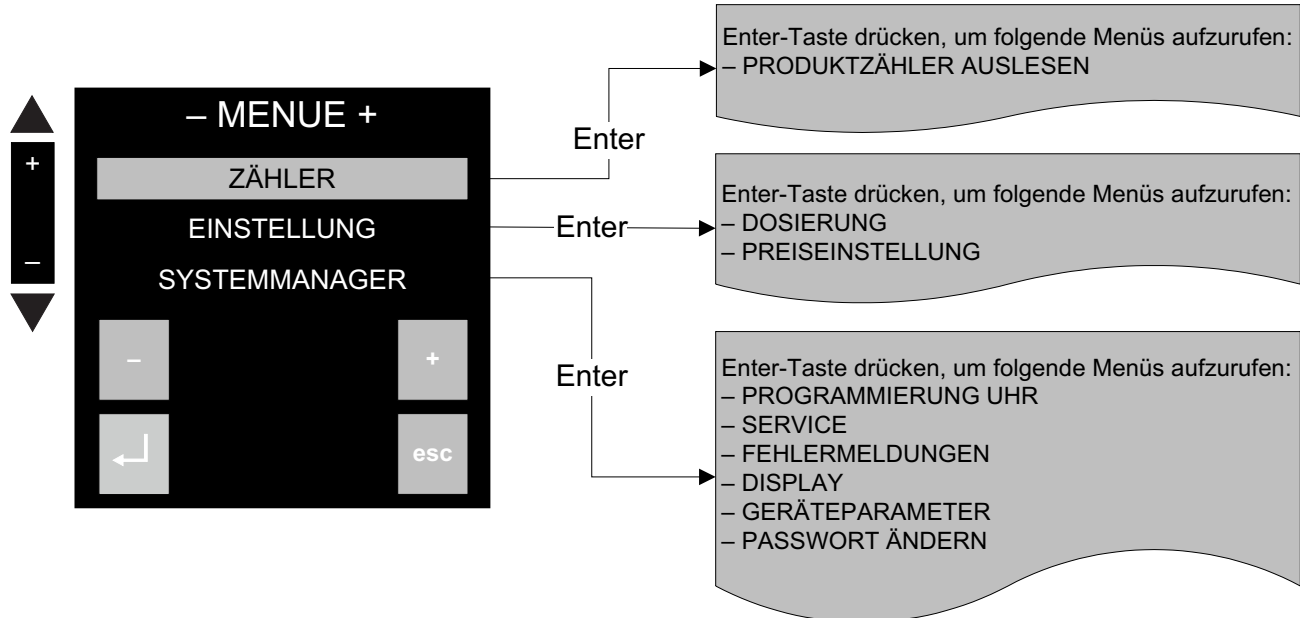 – MENUE +
ZÄHLER
EINSTELLUNG
SYSTEMMANAGER
+
–
–
+
esc
Enter
Enter-Taste drücken, um folgende Menüs aufzurufen:
– PRODUKTZÄHLER AUSLESEN
Enter
Enter-Taste drücken, um folgende Menüs aufzurufen:
– DOSIERUNG
– PREISEINSTELLUNG
Enter
Enter-Taste drücken, um folgende Menüs aufzurufen:
– PROGRAMMIERUNG UHR
– SERVICE
– FEHLERMELDUNGEN
– DISPLAY
– GERÄTEPARAMETER
– PASSWORT ÄNDERN